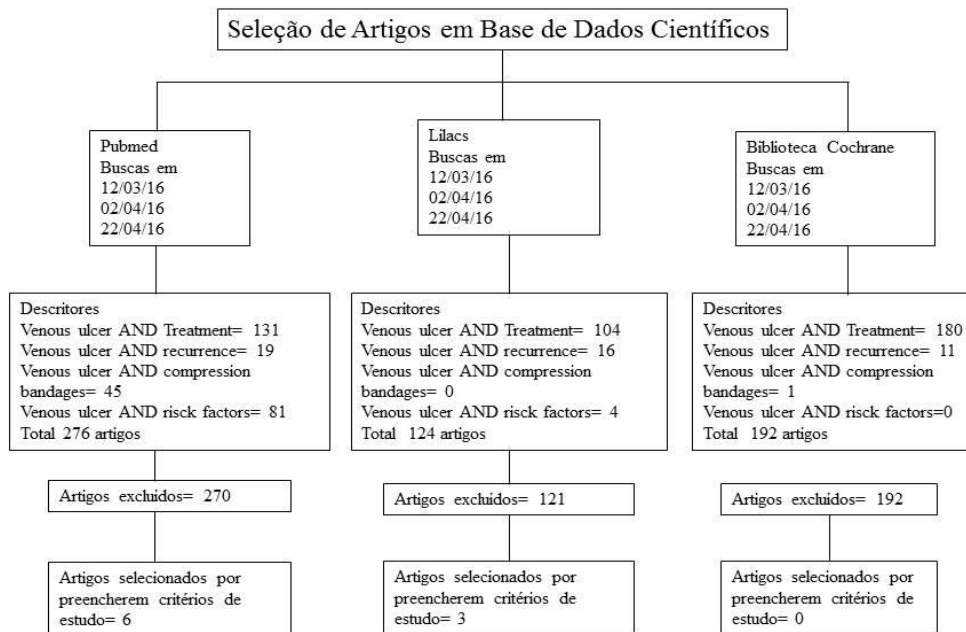 Seleção de Artigos em Base de Dados Científicos
Pubmed
Buscas em
12/03/16
02/04/16
22/04/16
Lilacs
Buscas em
12/03/16
02/04/16
22/04/16
Biblioteca Cochrane
Buscas em
12/03/16
02/04/16
22/04/16
Descritores
Venous ulcer AND Treatment= 131
Venous ulcer AND recurrence= 19
Venous ulcer AND compression
bandages= 45
Venous ulcer AND risck factors= 81
Total 276 artigos
Descritores
Venous ulcer AND Treatment= 104
Venous ulcer AND recurrence= 16
Venous ulcer AND compression
bandages= 0
Venous ulcer AND risck factors= 4
Total 124 artigos
Descritores
Venous ulcer AND Treatment= 180
Venous ulcer AND recurrence= 11
Venous ulcer AND compression
bandages= 1
Venous ulcer AND risck factors=0
Total 192 artigos
Artigos excluidos= 270
Artigos excluidos= 121
Artigos excluidos= 192
Artigos selecionados por
preencherem critérios de
estudo= 6
Artigos selecionados por
preencherem critérios de
estudo= 3
Artigos selecionados por
preencherem critérios de
estudo= 0